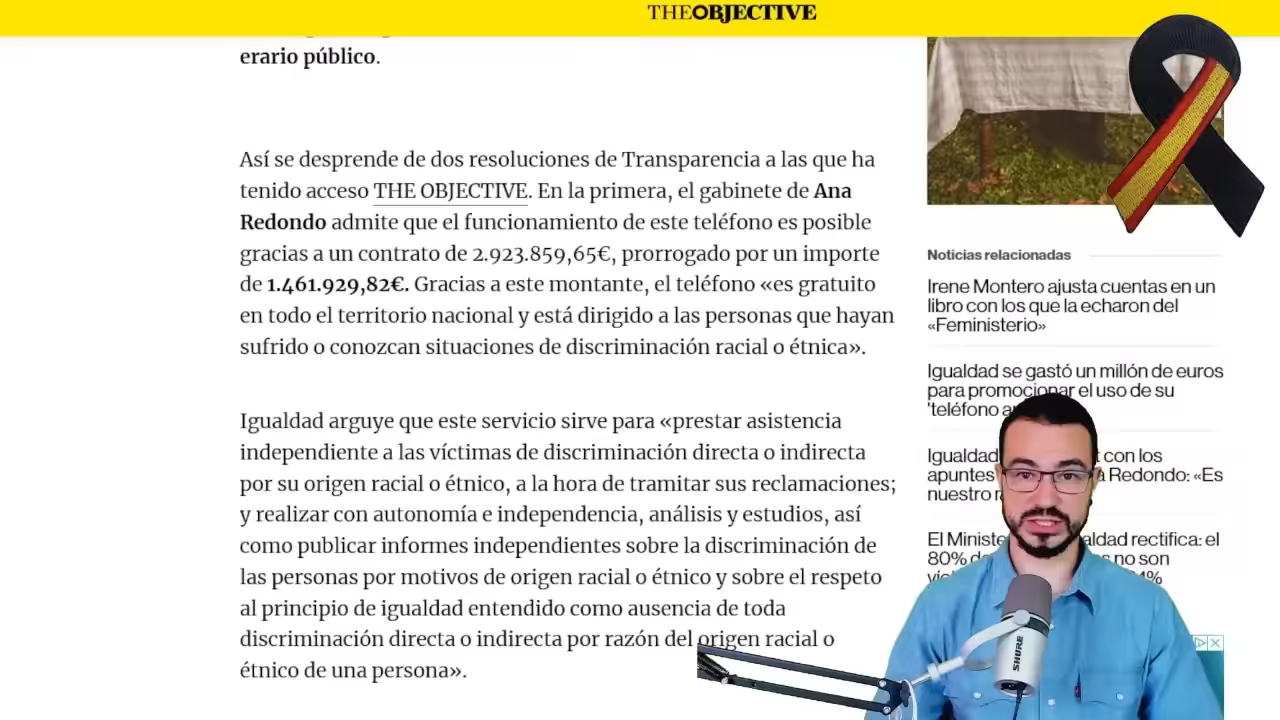 THEOBJECTIVE
erario público.
Así se desprende de dos resoluciones de Transparencia a las que ha
tenido acceso THE OBJECTIVE. En la primera, el gabinete de Ana
Redondo admite que el funcionamiento de este teléfono es posible
gracias a un contrato de 2.923.859,65€, prorrogado por un importe
de 1.461.929,82€. Gracias a este montante, el teléfono «es gratuito
en todo el territorio nacional y está dirigido a las personas que hayan
sufrido o conozcan situaciones de discriminación racial o étnica».
Igualdad arguye que este servicio sirve para «prestar asistencia
independiente a las víctimas de discriminación directa o indirecta
por su origen racial o étnico, a la hora de tramitar sus reclamaciones;
y realizar con autonomía e independencia, análisis y estudios, así
como publicar informes independientes sobre la discriminación de
las personas por motivos de origen racial o étnico y sobre el respeto
al principio de igualdad entendido como ausencia de toda
discriminación directa o indirecta por razón del origen racial o
étnico de una persona».
Noticias relacionadas
Irene Montero ajusta cuentas en un
libro con los que la echaron del
«Feministerio»
Igualdad se gastó un millón de euros
para promocionar el uso de su
'teléfono
Igualdad con los
apuntes Redondo: «Es
nuestro
El aldad rectifica: el
80% no son
SHURE